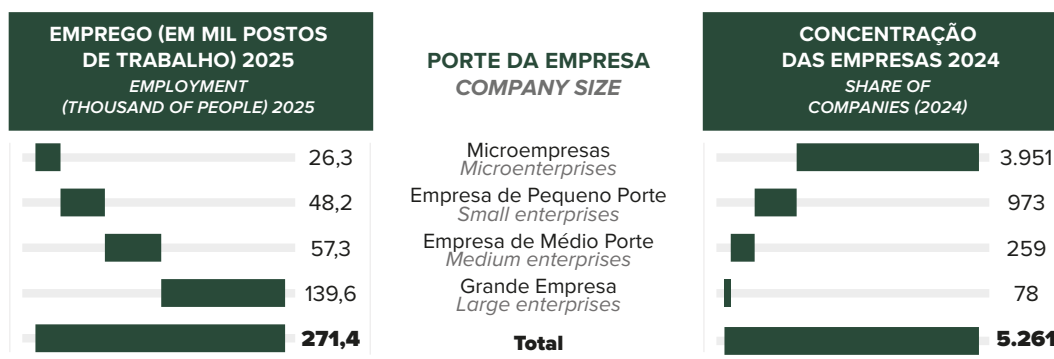 EMPREGO (EM MIL POSTOS
DE TRABALHO) 2025
EMPLOYMENT
(THOUSAND OF PEOPLE) 2025
PORTE DA EMPRESA
COMPANY SIZE
CONCENTRAÇÃO
DAS EMPRESAS 2024
SHARE OF
COMPANIES (2024)
26,3
Microempresas
Microenterprises
3.951
48,2
Empresa de Pequeno Porte
Small enterprises
973
57,3
Empresa de Médio Porte
Medium enterprises
259
139,6
Grande Empresa
Large enterprises
78
271,4
Total
5.261